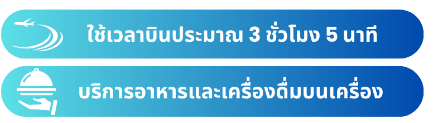 ใช้เวลาบินประมาณ 3 ชั่วโมง 5 นาที
บริการอาหารและเครื่องดื่มบนเครื่อง